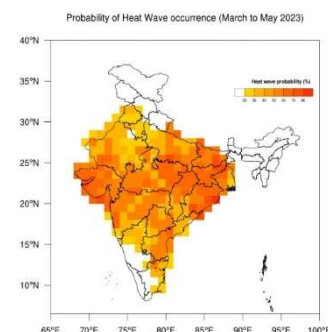 Probability of Heat Wave occurrence (March to May 2023)
40°N
Heat wave probability (%)
35°N
30°N
25°N
20°N
15°N
10°N
65°E 70°E 75°E 80°E 85°E 90°E 95°E 100°E